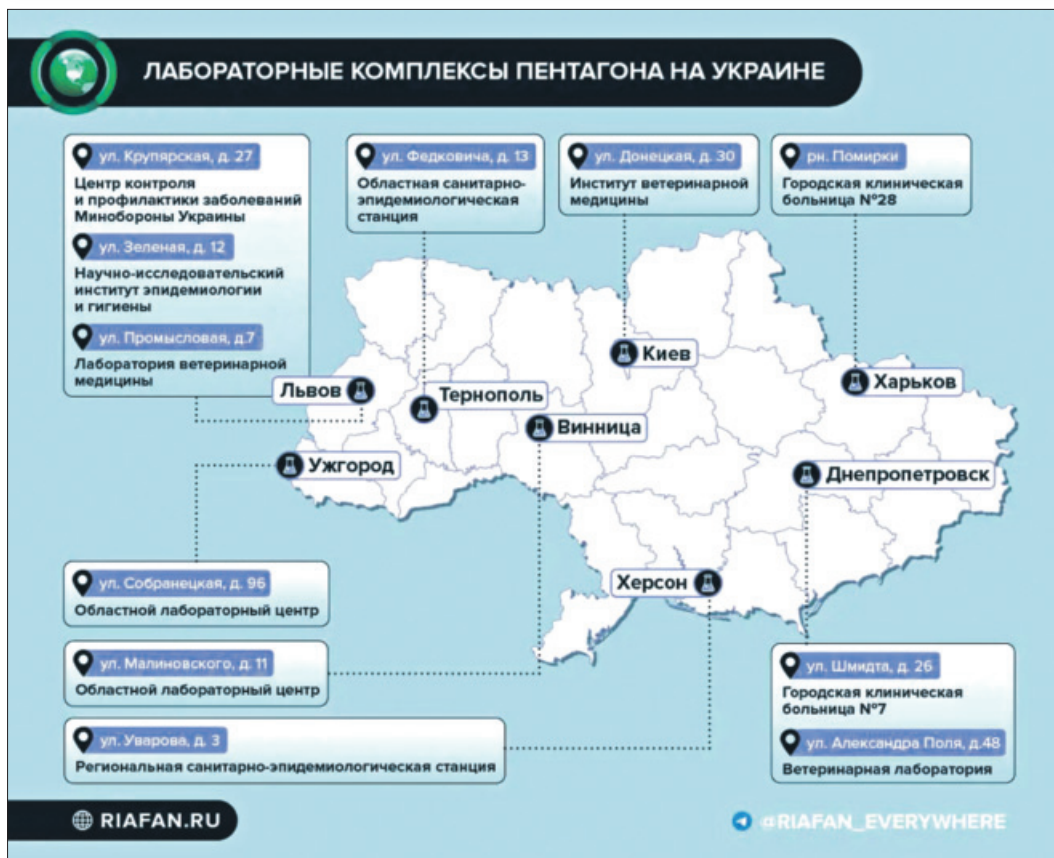 ЛАБОРАТОРНЫЕ КОМПЛЕКСЫ ПЕНТАГОНА НА УКРАИНЕ
ул. Крупярская, д. 27
Центр контроля
и профилактики заболеваний
Минобороны Украины
ул. Зеленая, д. 12
Научно-исследовательский
институт эпидемиологии
и гигиены
ул. Промысловая, д.7
Лаборатория ветеринарной
медицины
ул. Федковича, д. 13
Областная санитарно-
эпидемиологическая
станция
ул. Донецкая, д. 30
Институт ветеринарной
медицины
рн. Помирки
Городская клиническая
больница №28
Киев
Харьков
Львов
Тернополь
Винница
Ужгород
Днепропетровск
Херсон
ул. Собранецкая, д. 96
Областной лабораторный центр
ул. Малиновского, д. 11
Областной лабораторный центр
ул. Уварова, д. 3
Региональная санитарно-эпидемиологическая станция
ул. Шмидта, д. 26
Городская клиническая
больница №7
ул. Александра Поля, д.48
Ветеринарная лаборатория
RIAFAN.RU
@RIAFAN_EVERYWHERE